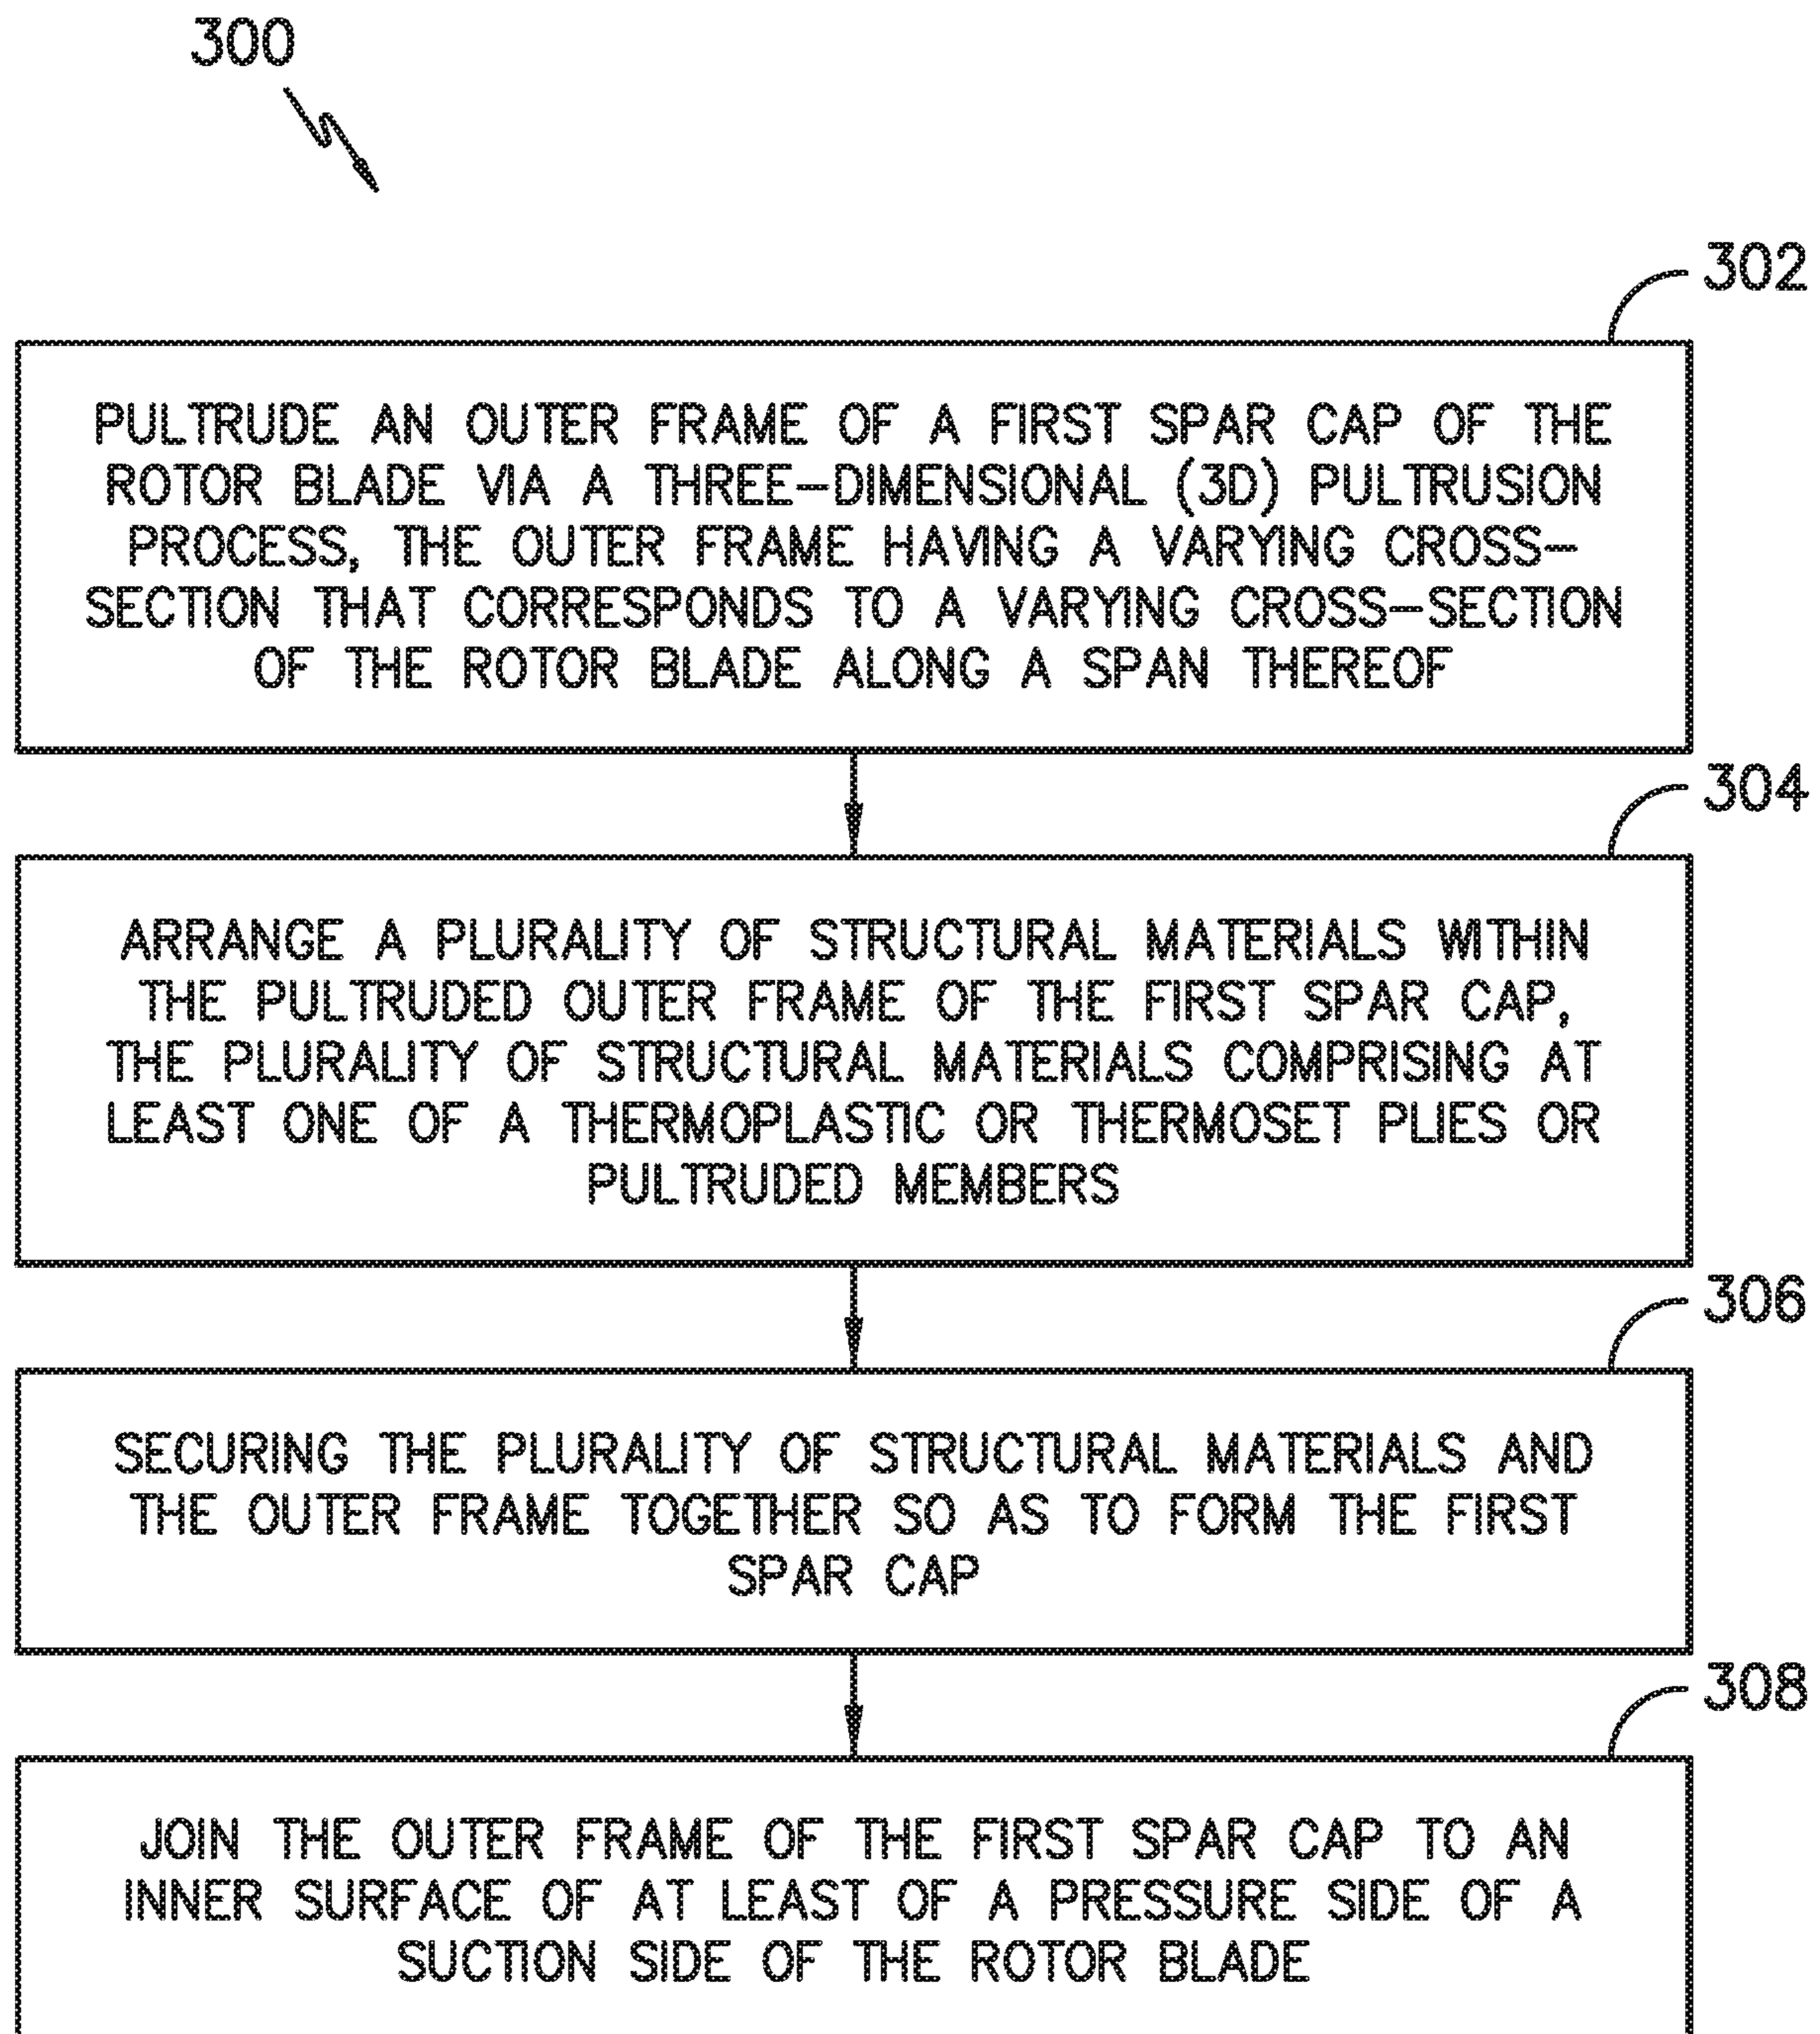 300
302
PULTRUDE AN OUTER FRAME OF A FIRST SPAR CAP OF THE
ROTOR BLADE VIA A THREE-DIMENSIONAL (3D) PULTRUSION
PROCESS, THE OUTER FRAME HAVING A VARYING CROSS-
SECTION THAT CORRESPONDS TO A VARYING CROSS-SECTION
OF THE ROTOR BLADE ALONG A SPAN THEREOF
304
ARRANGE A PLURALITY OF STRUCTURAL MATERIALS WITHIN
THE PULTRUDED OUTER FRAME OF THE FIRST SPAR CAP,
THE PLURALITY OF STRUCTURAL MATERIALS COMPRISING AT
LEAST ONE OF A THERMOPLASTIC OR THERMOSET PLIES OR
PULTRUDED MEMBERS
306
SECURING THE PLURALITY OF STRUCTURAL MATERIALS AND
THE OUTER FRAME TOGETHER SO AS TO FORM THE FIRST
SPAR CAP
308
JOIN THE OUTER FRAME OF THE FIRST SPAR CAP TO AN
INNER SURFACE OF AT LEAST OF A PRESSURE SIDE OF A
SUCTION SIDE OF THE ROTOR BLADE